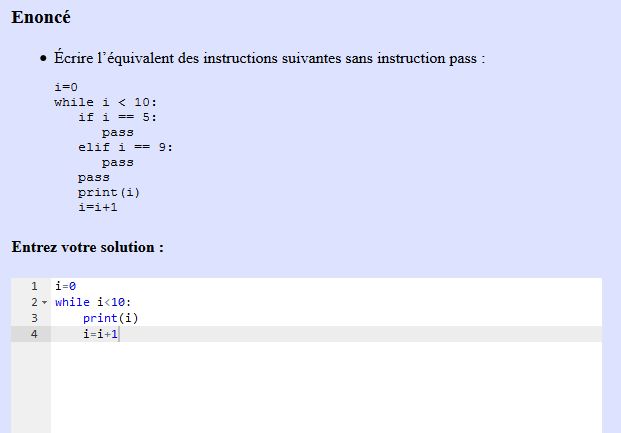 Enoncé
• Écrire l'équivalent des instructions suivantes sans instruction pass :
i=0
while i < 10:
   if i == 5:
      pass
   elif i == 9:
      pass
   pass
   print(i)
   i=i+1
Entrez votre solution :
1 i=0
2 while i<10:
3     print(i)
4     i=i+1